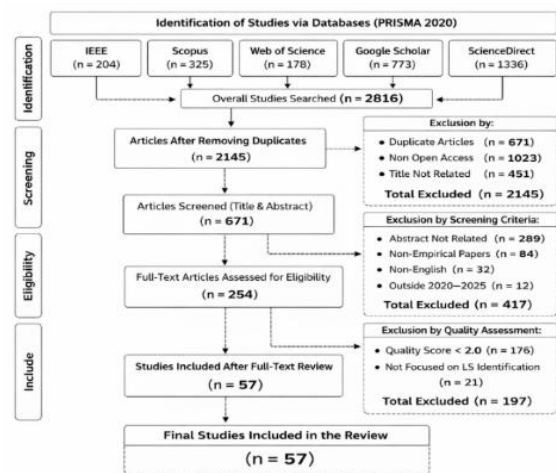 Identification of Studies via Databases (PRISMA 2020)
Identification
IEEE
(n = 204)
Scopus
(n = 325)
Web of Science
(n = 178)
Google Scholar
(n = 773)
ScienceDirect
(n = 1336)
Overall Studies Searched (n = 2816)
Screening
Articles After Removing Duplicates
(n = 2145)
Exclusion by:
• Duplicate Articles (n = 671)
• Non Open Access (n = 1023)
• Title Not Related (n = 451)
Total Excluded (n = 2145)
Articles Screened (Title & Abstract)
(n = 671)
Eligibility
Exclusion by Screening Criteria:
• Abstract Not Related (n = 289)
• Non-Empirical Papers (n = 84)
• Non-English (n = 32)
• Outside 2020–2025 (n = 12)
Total Excluded (n = 417)
Full-Text Articles Assessed for Eligibility
(n = 254)
Include
Exclusion by Quality Assessment:
• Quality Score < 2.0 (n = 176)
• Not Focused on LS Identification
(n = 21)
Total Excluded (n = 197)
Studies Included After Full-Text Review
(n = 57)
Final Studies Included in the Review
(n = 57)